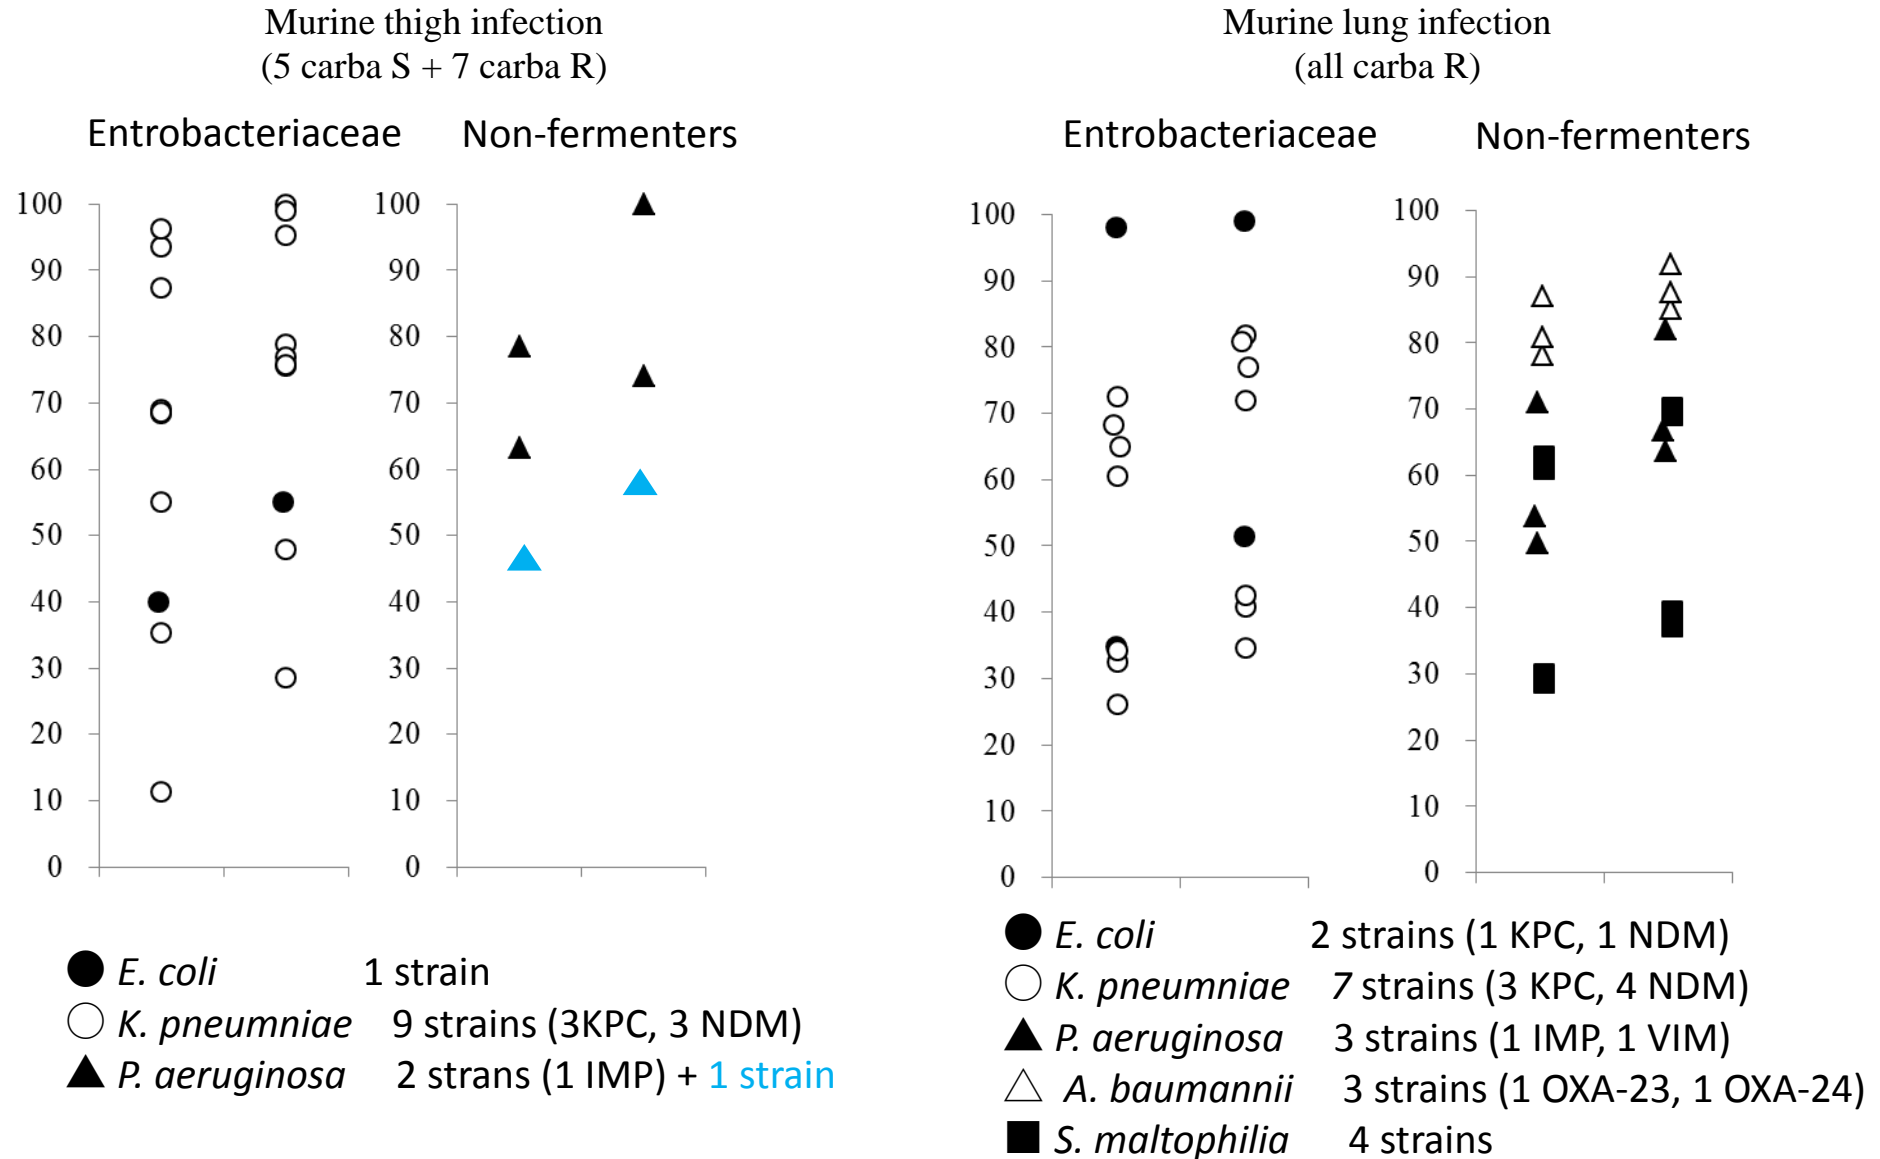 Murine thigh infection
(5 carba S + 7 carba R)
Entrobacteriaceae
Non-fermenters
100
90
80
70
60
50
40
30
20
10
0
100
90
80
70
60
50
40
30
20
10
0
E. coli 1 strain
K. pneumniae 9 strains (3KPC, 3 NDM)
P. aeruginosa 2 strans (1 IMP) + 1 strain
Murine lung infection
(all carba R)
Entrobacteriaceae
Non-fermenters
100
90
80
70
60
50
40
30
20
10
0
100
90
80
70
60
50
40
30
20
10
0
E. coli 2 strains (1 KPC, 1 NDM)
K. pneumniae 7 strains (3 KPC, 4 NDM)
P. aeruginosa 3 strains (1 IMP, 1 VIM)
A. baumannii 3 strains (1 OXA-23, 1 OXA-24)
S. maltophilia 4 strains